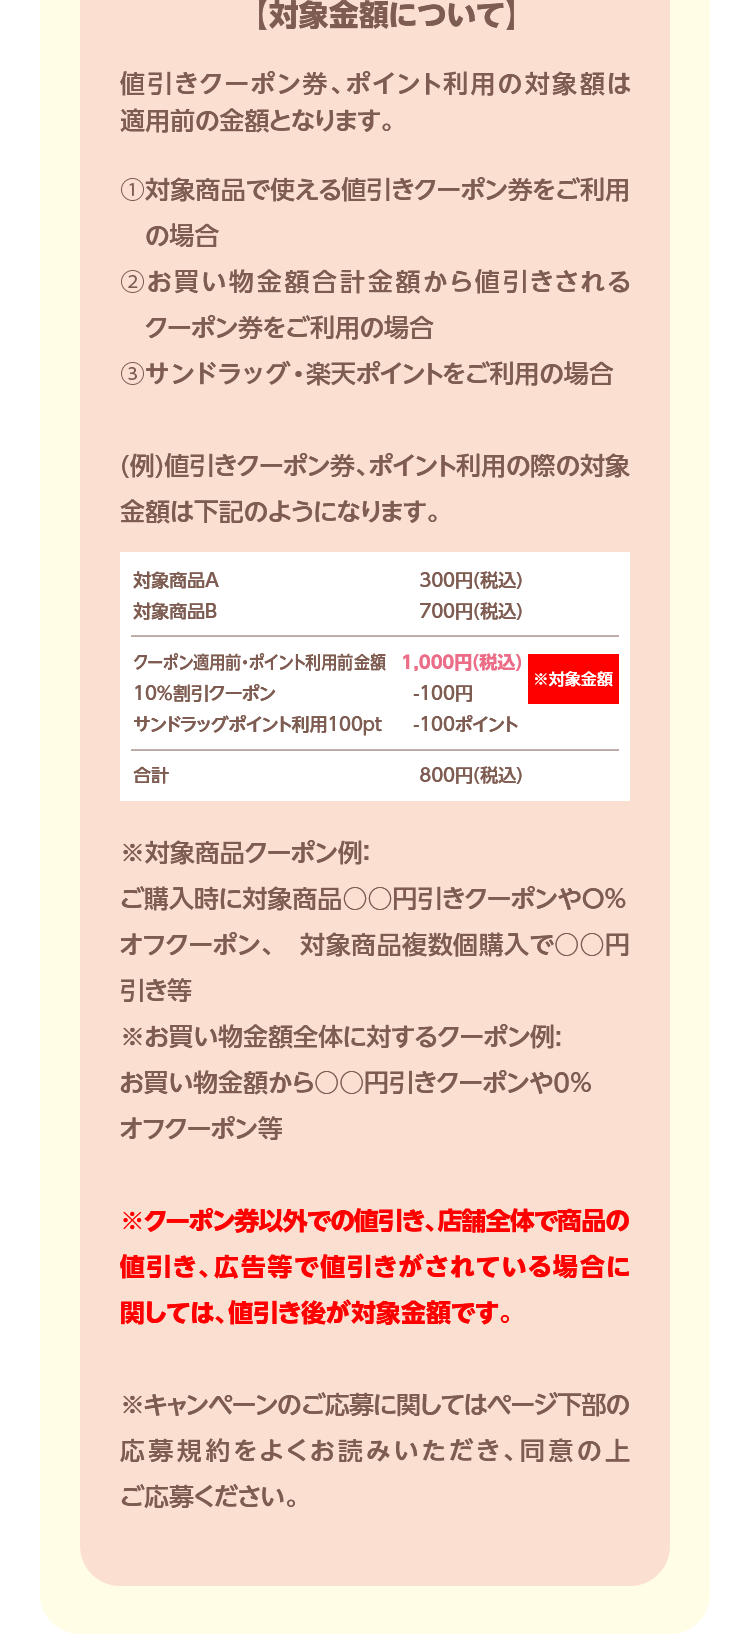 【対象金額について】
値引きクーポン券、ポイント利用の対象額は
適用前の金額となります。
①対象商品で使える値引きクーポン券をご利用
の場合
②お買い物金額合計金額から値引きされる
クーポン券をご利用の場合
③サンドラッグ・楽天ポイントをご利用の場合
(例)値引きクーポン券、ポイント利用の際の対象
金額は下記のようになります。
対象商品A 300円(税込)
対象商品B 700円(税込)
クーポン適用前・ポイント利用前金額 1,000円(税込) ※対象金額
10%割引クーポン -100円
サンドラッグポイント利用100pt -100ポイント
合計 800円(税込)
※対象商品クーポン例:
ご購入時に対象商品○○円引きクーポンや〇%
オフクーポン、 対象商品複数個購入で○○円
引き等
※お買い物金額全体に対するクーポン例:
お買い物金額から○○円引きクーポンや0%
オフクーポン等
※クーポン券以外での値引き、店舗全体で商品の
値引き、広告等で値引きがされている場合に
関しては、値引き後が対象金額です。
※キャンペーンのご応募に関してはページ下部の
応募規約をよくお読みいただき、同意の上
ご応募ください。